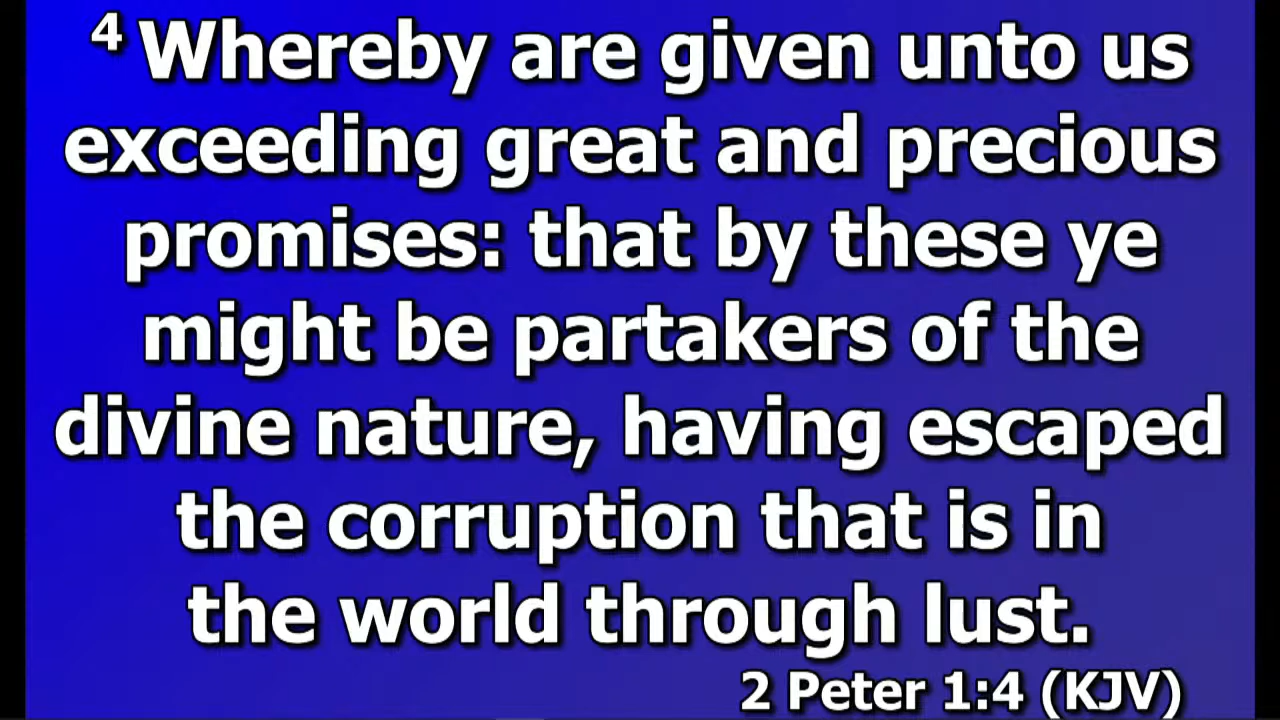 4 Whereby are given unto us
exceeding great and precious
promises: that by these ye
might be partakers of the
divine nature, having escaped
the corruption that is in
the world through lust.
2 Peter 1:4 (KJV)